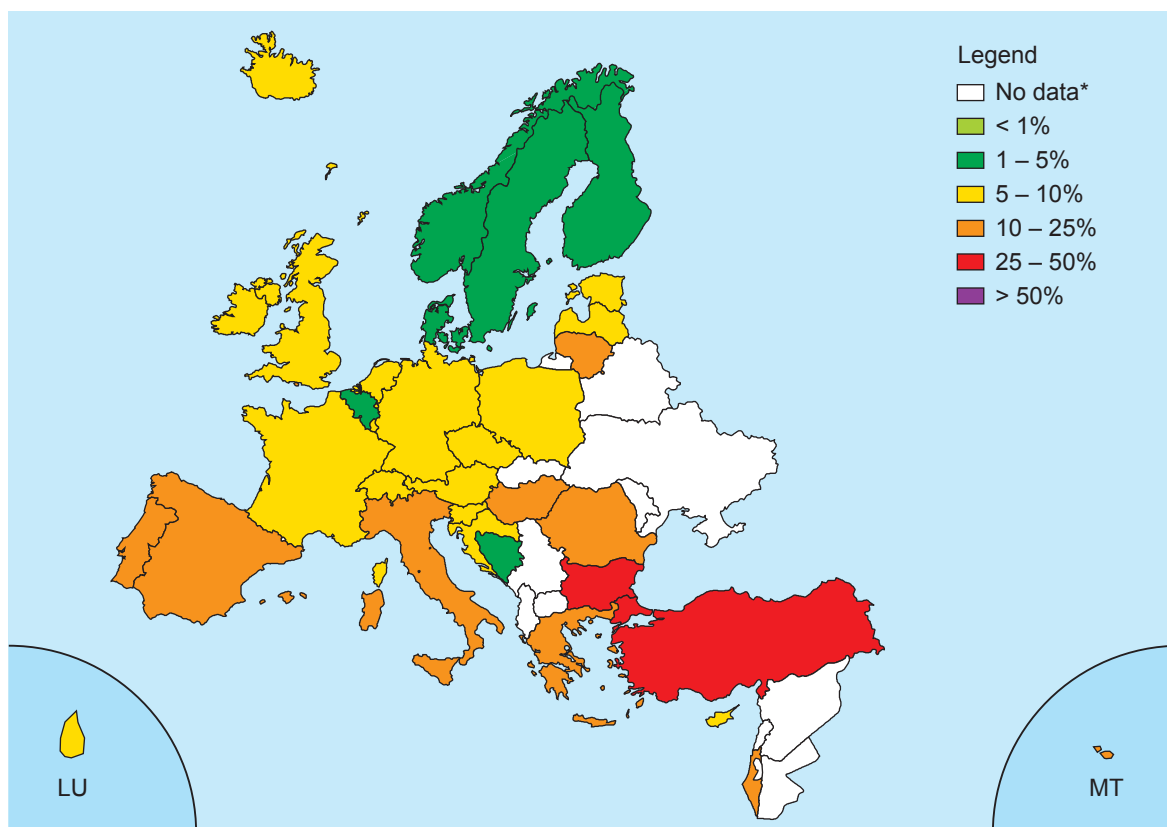 Legend
No data*
< 1%
1 – 5%
5 – 10%
10 – 25%
25 – 50%
> 50%
LU
MT